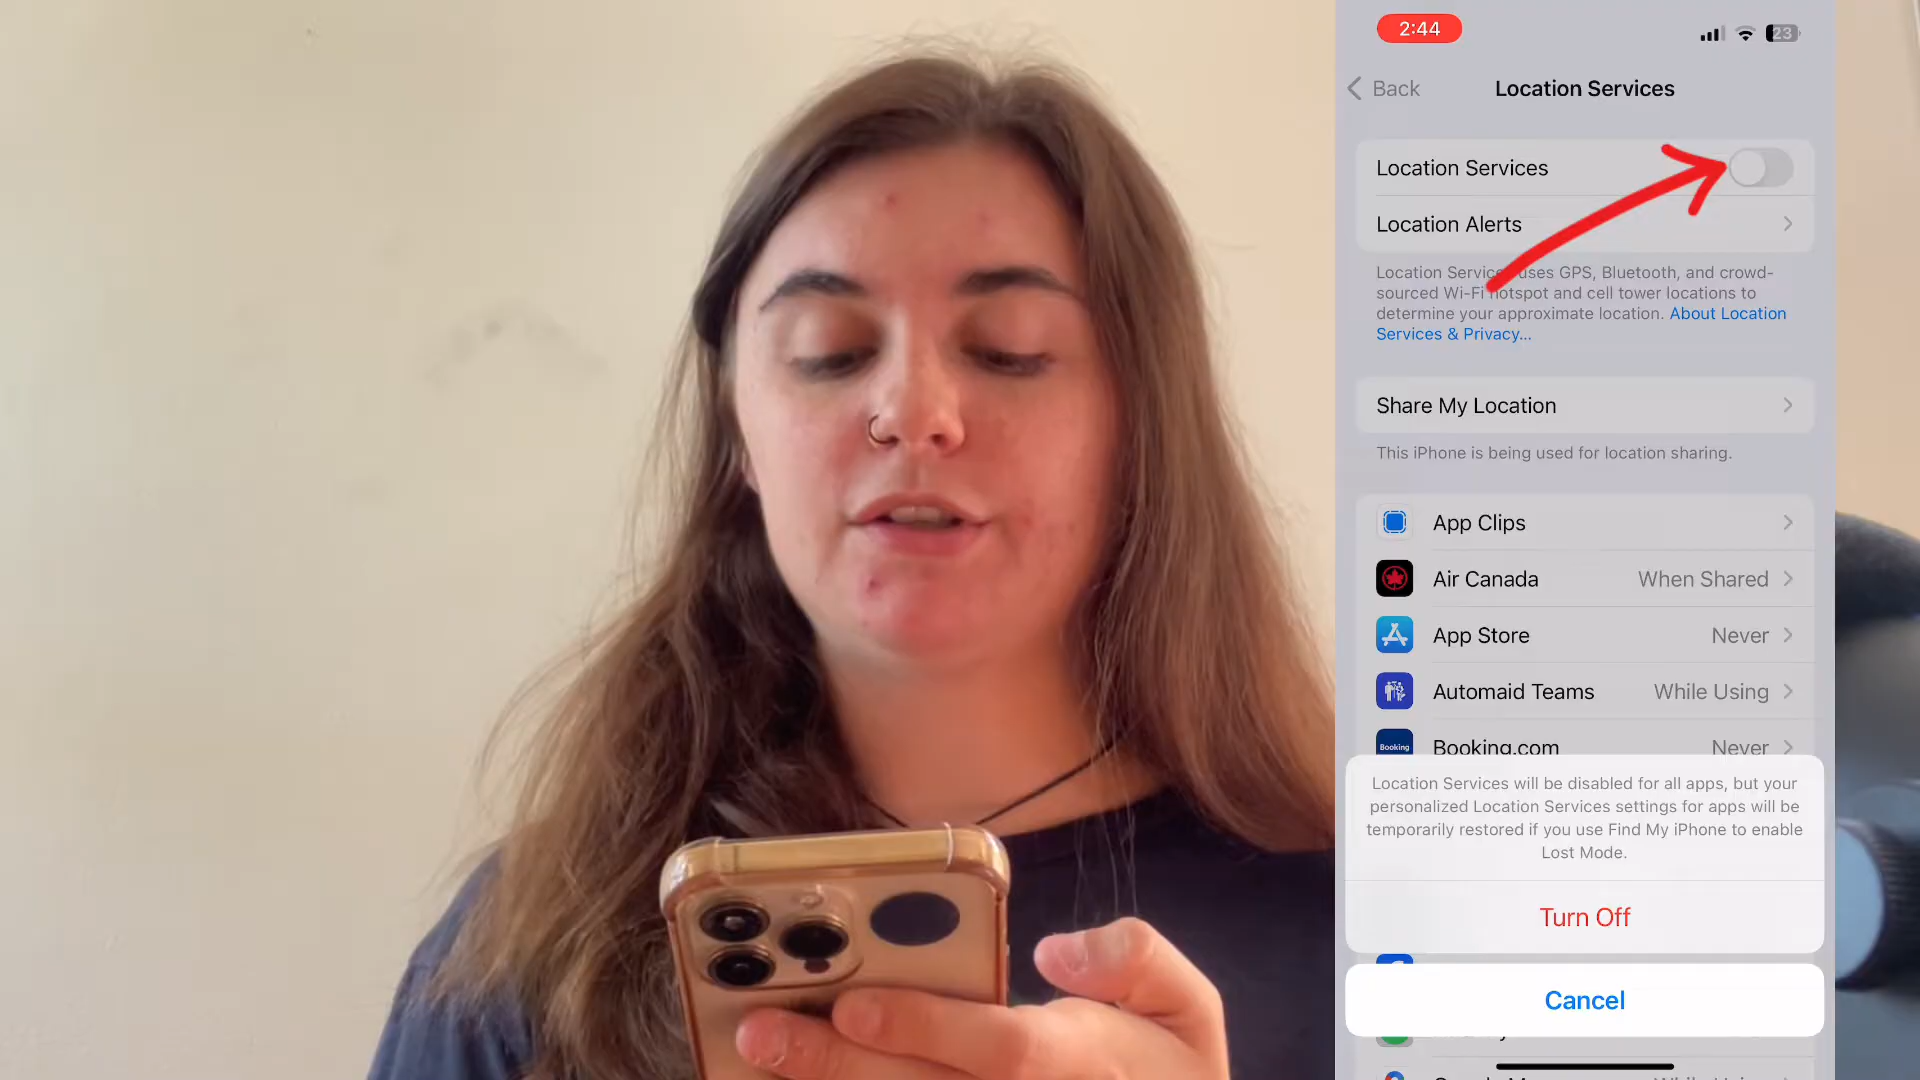 2:44
23
Back
Location Services
Location Services
Location Alerts
Location Services uses GPS, Bluetooth, and crowd-
sourced Wi-Fi hotspot and cell tower locations to
determine your approximate location. About Location
Services & Privacy...
Share My Location
This iPhone is being used for location sharing.
App Clips
Air Canada When Shared
App Store Never
Automaid Teams While Using
Booking
Booking.com Never
Location Services will be disabled for all apps, but your
personalized Location Services settings for apps will be
temporarily restored if you use Find My iPhone to enable
Lost Mode.
Turn Off
Cancel